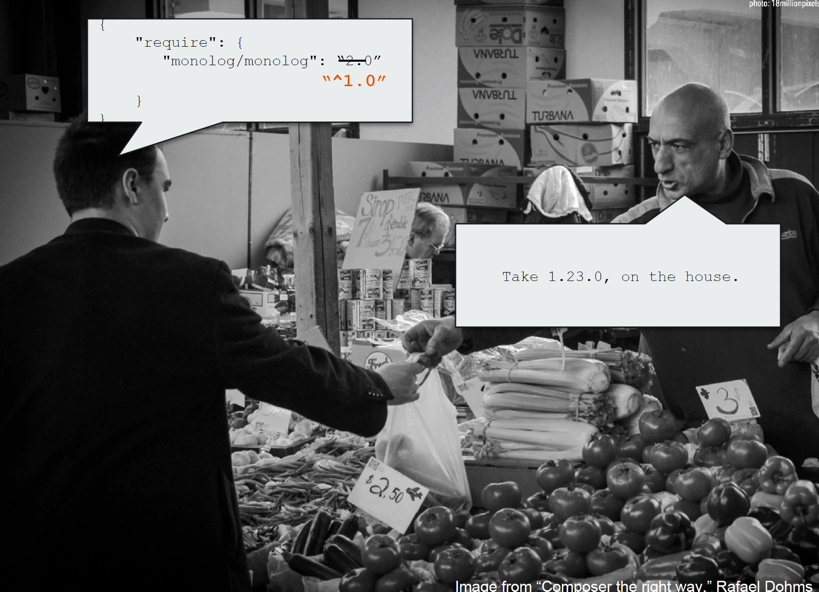 photo: 18millionpixels
{
"require": {
"monolog/monolog": "2.0"
"^1.0"
}
}
Dole
TURBANA
TURBANA
TURBANA
TURBANA
Take 1.23.0, on the house.
3
$2.50
Image from "Composer the right way." Rafael Dohms